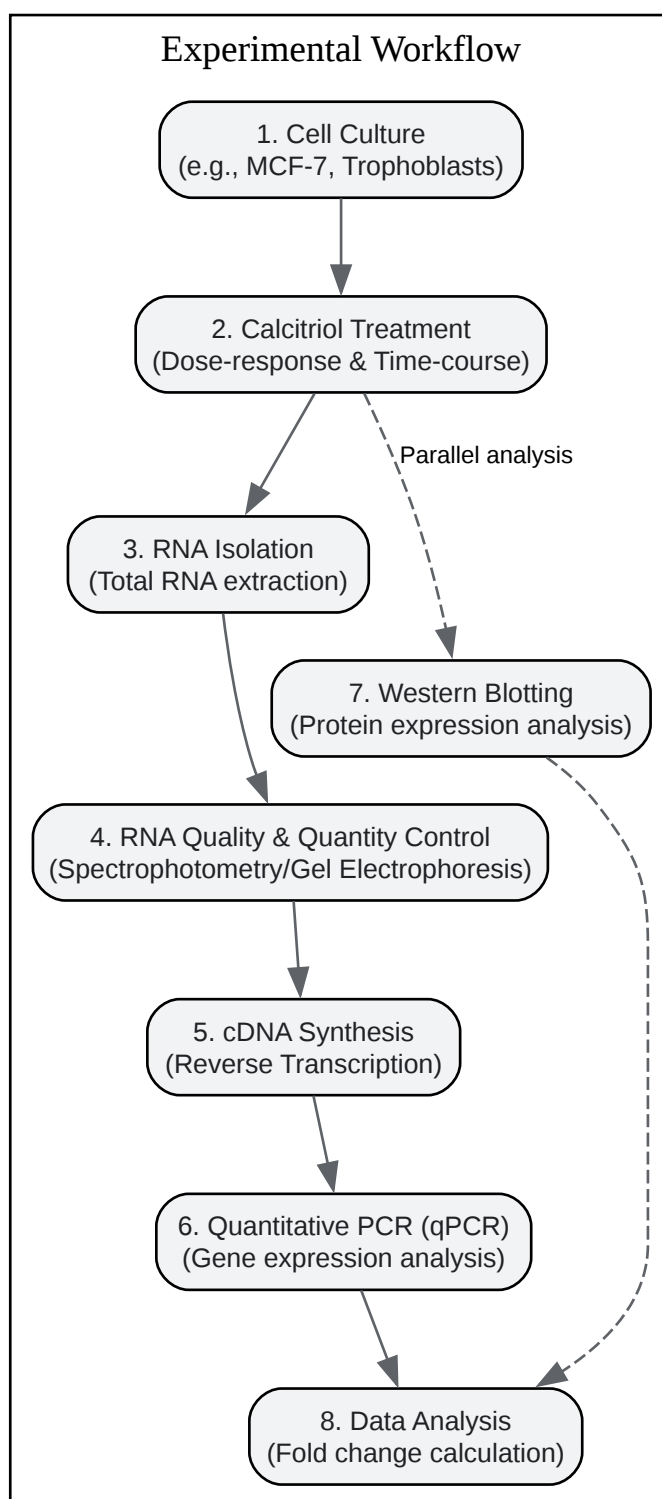 Experimental Workflow
1. Cell Culture
(e.g., MCF-7, Trophoblasts)
2. Calcitriol Treatment
(Dose-response & Time-course)
Parallel analysis
3. RNA Isolation
(Total RNA extraction)
7. Western Blotting
(Protein expression analysis)
4. RNA Quality & Quantity Control
(Spectrophotometry/Gel Electrophoresis)
5. cDNA Synthesis
(Reverse Transcription)
6. Quantitative PCR (qPCR)
(Gene expression analysis)
8. Data Analysis
(Fold change calculation)